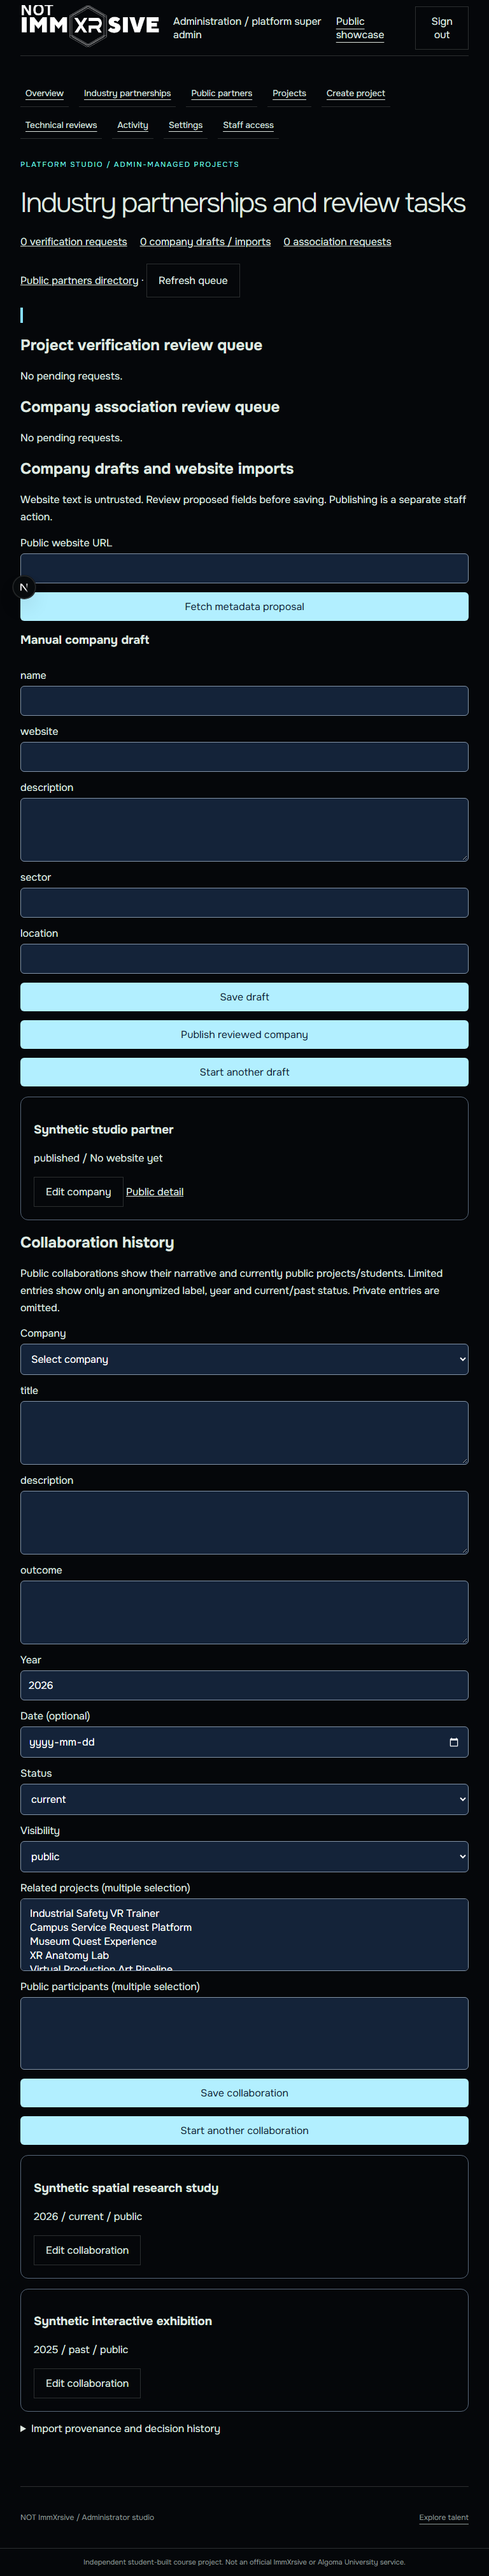 NOT
IMM XR SIVE
Administration / platform super
admin
Public
showcase
Sign
out
Overview Industry partnerships Public partners Projects Create project
Technical reviews Activity Settings Staff access
PLATFORM STUDIO / ADMIN-MANAGED PROJECTS
Industry partnerships and review tasks
0 verification requests 0 company drafts / imports 0 association requests
Public partners directory · Refresh queue
Project verification review queue
No pending requests.
Company association review queue
No pending requests.
Company drafts and website imports
Website text is untrusted. Review proposed fields before saving. Publishing is a separate staff
action.
Public website URL
N
Fetch metadata proposal
Manual company draft
name
website
description
sector
location
Save draft
Publish reviewed company
Start another draft
Synthetic studio partner
published / No website yet
Edit company Public detail
Collaboration history
Public collaborations show their narrative and currently public projects/students. Limited
entries show only an anonymized label, year and current/past status. Private entries are
omitted.
Company
Select company
title
description
outcome
Year
2026
Date (optional)
yyyy-mm-dd
Status
current
Visibility
public
Related projects (multiple selection)
Industrial Safety VR Trainer
Campus Service Request Platform
Museum Quest Experience
XR Anatomy Lab
Virtual Production Art Pipeline
Public participants (multiple selection)
Save collaboration
Start another collaboration
Synthetic spatial research study
2026 / current / public
Edit collaboration
Synthetic interactive exhibition
2025 / past / public
Edit collaboration
Import provenance and decision history
NOT ImmXrsive / Administrator studio
Explore talent
Independent student-built course project. Not an official ImmXrsive or Algoma University service.